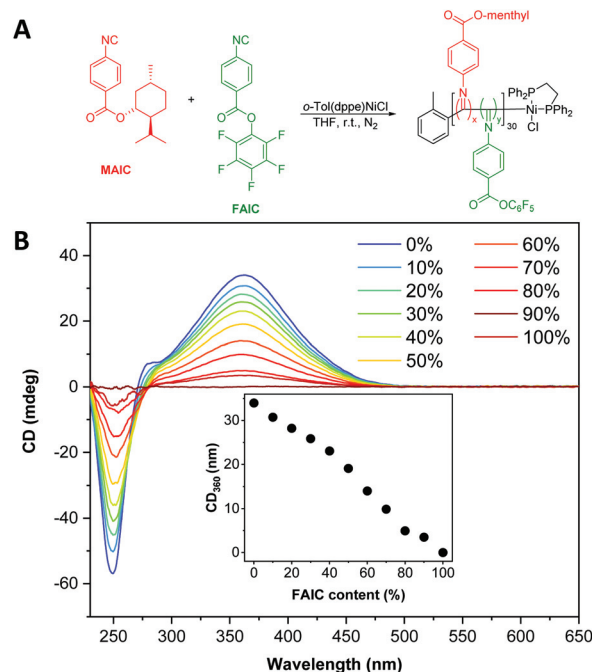 A
NC
NC
O
O
MAIC
+
O
O
F
F
F
F
F
FAIC
o-Tol(dppe)NiCl
THF, r.t., N2
O
O-menthyl
N
x
y
30
N
Ph2P
Ni
PPh2
Cl
O
OC6F5
B
CD (mdeg)
40
20
0
-20
-40
-60
0%
10%
20%
30%
40%
50%
60%
70%
80%
90%
100%
CD360 (nm)
30
20
10
0
0 20 40 60 80 100
FAIC content (%)
250 300 350 400 450 500 550 600 650
Wavelength (nm)